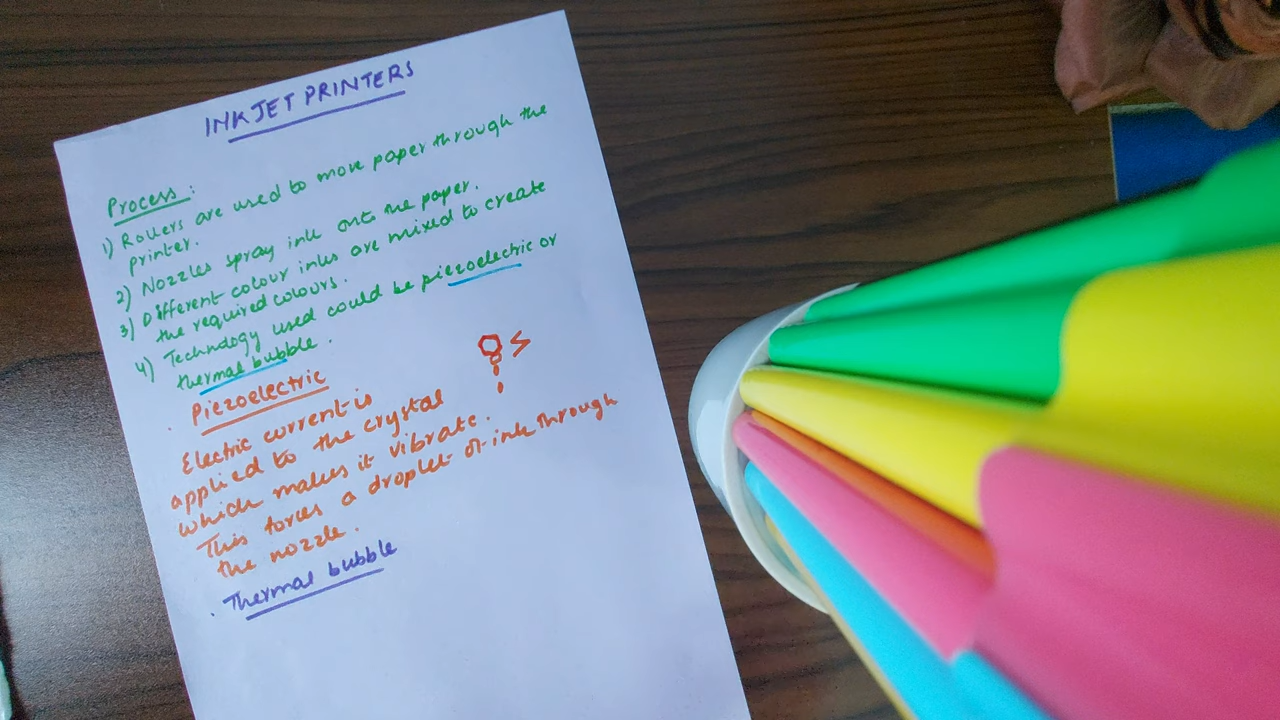 INKJET PRINTERS
Process :
1) Rollers are used to move paper through the
printer.
2) Nozzles spray ink onto the paper.
3) Different colour inks are mixed to create
the required colours.
4) Technology used could be piezoelectric or
thermal bubble.
. Piezoelectric
Electric current is
applied to the crystal
which makes it vibrate.
This forces a droplet of ink through
the nozzle.
. Thermal bubble